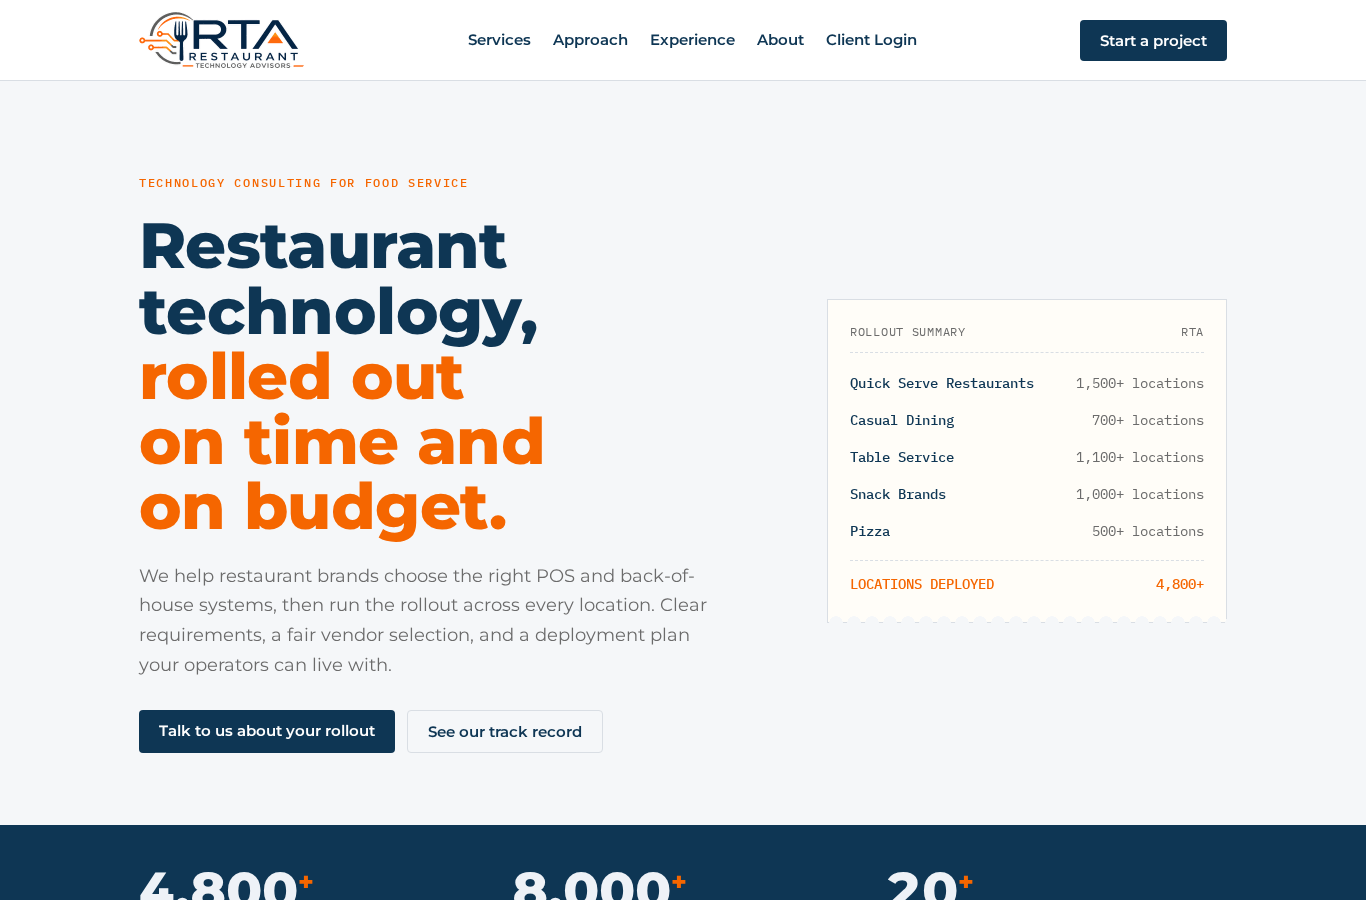 RTA
RESTAURANT
TECHNOLOGY ADVISORS
Services Approach Experience About Client Login
Start a project
TECHNOLOGY CONSULTING FOR FOOD SERVICE
Restaurant
technology,
rolled out
on time and
on budget.
We help restaurant brands choose the right POS and back-of-
house systems, then run the rollout across every location. Clear
requirements, a fair vendor selection, and a deployment plan
your operators can live with.
Talk to us about your rollout
See our track record
ROLLOUT SUMMARY RTA
Quick Serve Restaurants 1,500+ locations
Casual Dining 700+ locations
Table Service 1,100+ locations
Snack Brands 1,000+ locations
Pizza 500+ locations
LOCATIONS DEPLOYED 4,800+
4,800+ 8,000+ 20+